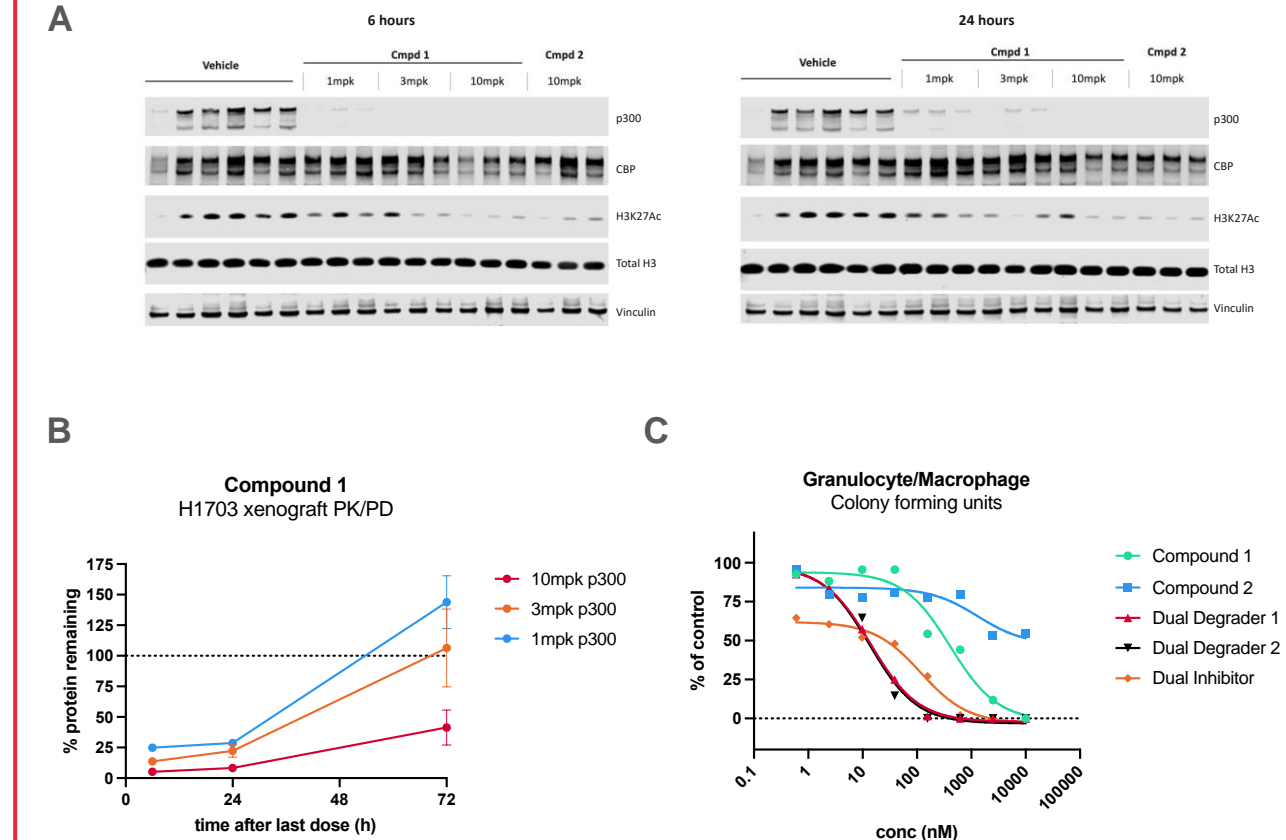 A
6 hours
Vehicle
Cmpd 1
Cmpd 2
1mpk
3mpk
10mpk
10mpk
p300
CBP
H3K27Ac
Total H3
Vinculin
24 hours
Vehicle
Cmpd 1
Cmpd 2
1mpk
3mpk
10mpk
10mpk
p300
CBP
H3K27Ac
Total H3
Vinculin
B
Compound 1
H1703 xenograft PK/PD
% protein remaining
175
150
125
100
75
50
25
0
0
24
48
72
time after last dose (h)
10mpk p300
3mpk p300
1mpk p300
C
Granulocyte/Macrophage
Colony forming units
% of control
100
75
50
25
0
0.1
1
10
100
1000
10000
100000
conc (nM)
Compound 1
Compound 2
Dual Degrader 1
Dual Degrader 2
Dual Inhibitor